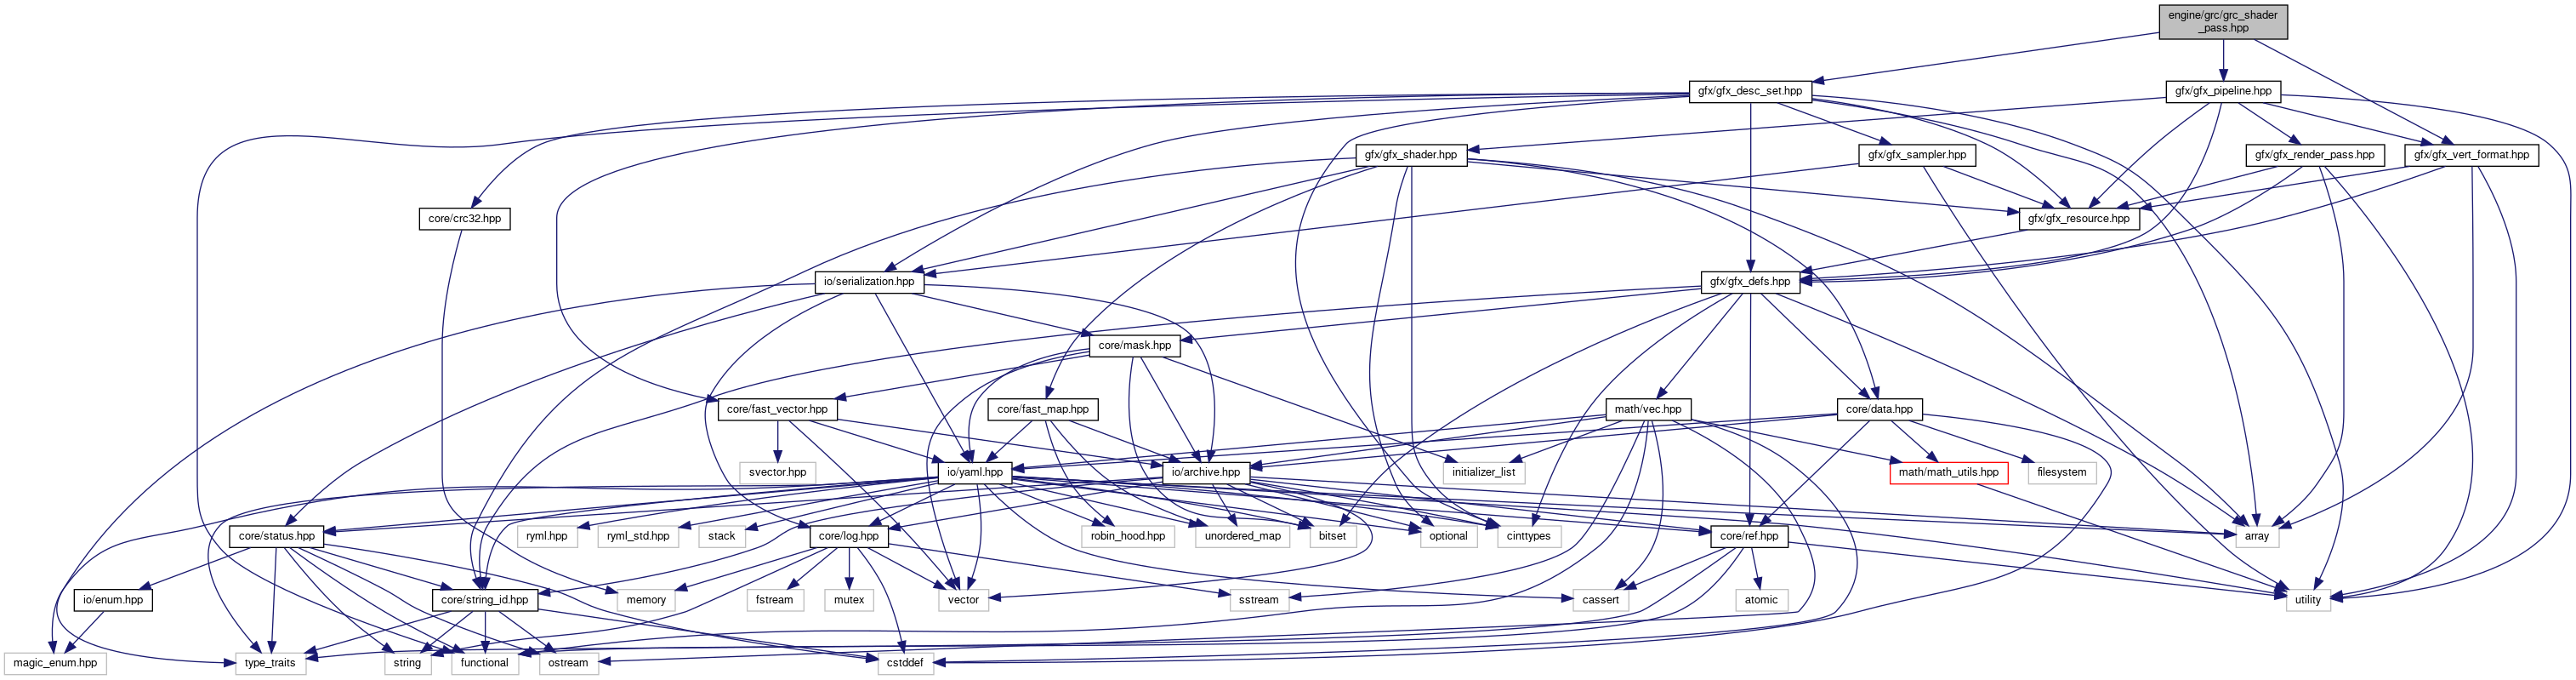 engine/grc/grc_shader
_pass.hpp
gfx/gfx_desc_set.hpp
gfx/gfx_pipeline.hpp
gfx/gfx_shader.hpp
gfx/gfx_sampler.hpp
gfx/gfx_render_pass.hpp
gfx/gfx_vert_format.hpp
core/crc32.hpp
gfx/gfx_resource.hpp
io/serialization.hpp
gfx/gfx_defs.hpp
core/mask.hpp
core/fast_vector.hpp
core/fast_map.hpp
math/vec.hpp
core/data.hpp
svector.hpp
io/yaml.hpp
io/archive.hpp
initializer_list
math/math_utils.hpp
filesystem
core/status.hpp
ryml.hpp
ryml_std.hpp
stack
core/log.hpp
robin_hood.hpp
unordered_map
bitset
optional
cinttypes
core/ref.hpp
array
io/enum.hpp
core/string_id.hpp
memory
fstream
mutex
vector
sstream
cassert
atomic
utility
magic_enum.hpp
type_traits
string
functional
ostream
cstddef